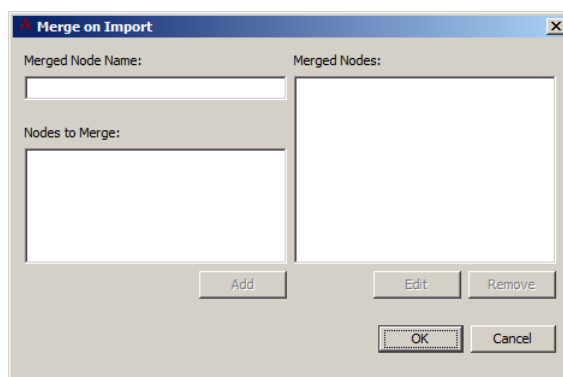 Merge on Import
Merged Node Name:
Merged Nodes:
Nodes to Merge:
Add
Edit
Remove
OK
Cancel